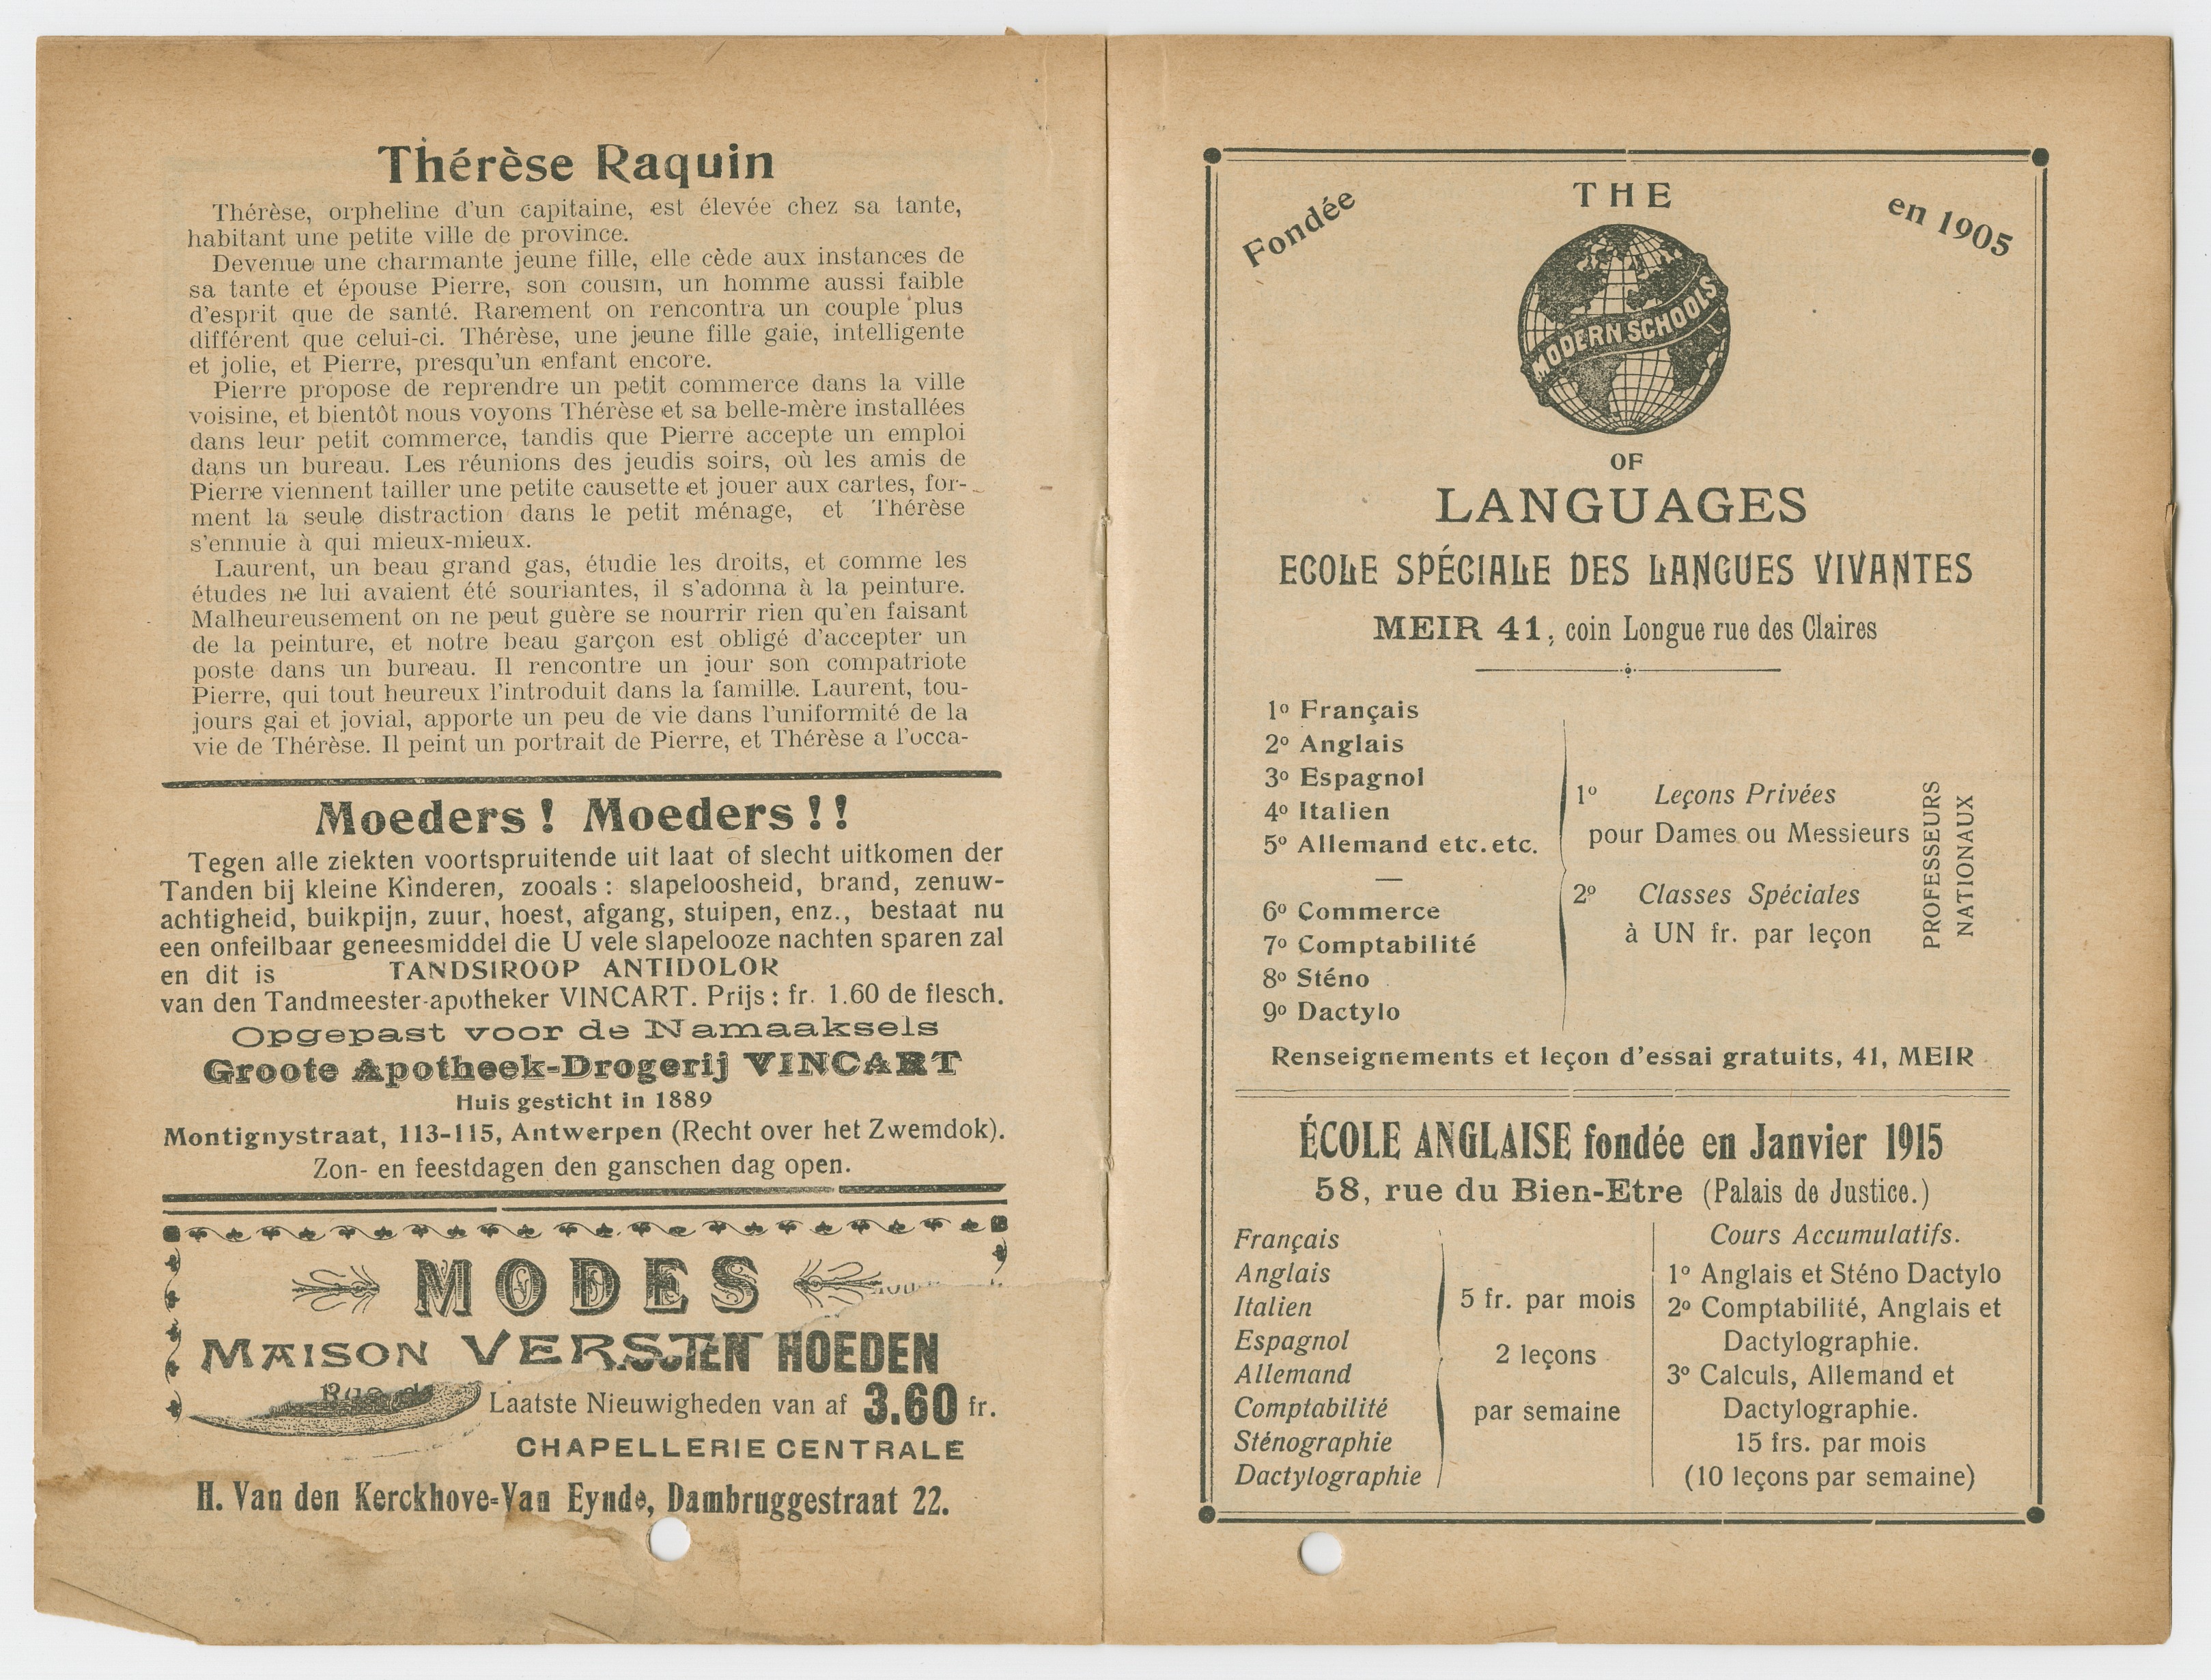 Thérèse Raquin
Thérèse, orpheline d'un capitaine, est élevée chez sa tante,
habitant une petite ville de province.
Devenue une charmante jeune fille, elle cède aux instances de
sa tante et épouse Pierre, son cousin, un homme aussi faible
d'esprit que de santé. Rarement on rencontra un couple plus
différent que celui-ci. Thérèse, une jeune fille gaie, intelligente
et jolie, et Pierre, presqu'un enfant encore.
Pierre propose de reprendre un petit commerce dans la ville
voisine, et bientôt nous voyons Thérèse et sa belle-mère installées
dans leur petit commerce, tandis que Pierre accepte un emploi
dans un bureau. Les réunions des jeudis soirs, où les amis de
Pierre viennent tailler une petite causette et jouer aux cartes, for-
ment la seule distraction dans le petit ménage, et Thérèse
s'ennuie à qui mieux-mieux.
Laurent, un beau grand gas, étudie les droits, et comme les
études ne lui avaient été souriantes, il s'adonna à la peinture.
Malheureusement on ne peut guère se nourrir rien qu'en faisant
de la peinture, et notre beau garçon est obligé d'accepter un
poste dans un bureau. Il rencontre un jour son compatriote
Pierre, qui tout heureux l'introduit dans la famille. Laurent, tou-
jours gai et jovial, apporte un peu de vie dans l'uniformité de la
vie de Thérèse. Il peint un portrait de Pierre, et Thérèse a l'occa-
Moeders ! Moeders !!
Tegen alle ziekten voortspruitende uit laat of slecht uitkomen der
Tanden bij kleine Kinderen, zooals : slapeloosheid, brand, zenuw-
achtigheid, buikpijn, zuur, hoest, afgang, stuipen, enz., bestaat nu
een onfeilbaar geneesmiddel die U vele slapelooze nachten sparen zal
en dit is TANDSIROOP ANTIDOLOR
van den Tandmeester-apotheker VINCART. Prijs : fr. 1.60 de flesch.
Opgepast voor de Namaaksels
Groote Apotheek-Drogerij VINCART
Huis gesticht in 1889
Montignystraat, 113-115, Antwerpen (Recht over het Zwemdok).
Zon- en feestdagen den ganschen dag open.
MODES
MAISON HOEDEN
Laatste Nieuwigheden van af 3.60 fr.
CHAPELLERIE CENTRALE
H. Van den Kerckhove-Van Eynde, Dambruggestraat 22.
Fondée THE en 1905
MODERN SCHOOLS
OF
LANGUAGES
ECOLE SPÉCIALE DES LANGUES VIVANTES
MEIR 41, coin Longue rue des Claires
1º Français
2º Anglais
3º Espagnol
4º Italien
5º Allemand etc. etc.
—
6º Commerce
7º Comptabilité
8º Sténo
9º Dactylo
1º Leçons Privées
pour Dames ou Messieurs
2º Classes Spéciales
à UN fr. par leçon
PROFESSEURS
NATIONAUX
Renseignements et leçon d'essai gratuits, 41, MEIR
ÉCOLE ANGLAISE fondée en Janvier 1915
58, rue du Bien-Etre (Palais de Justice.)
Français
Anglais
Italien
Espagnol
Allemand
Comptabilité
Sténographie
Dactylographie
5 fr. par mois
2 leçons
par semaine
Cours Accumulatifs.
1º Anglais et Sténo Dactylo
2º Comptabilité, Anglais et
Dactylographie.
3º Calculs, Allemand et
Dactylographie.
15 frs. par mois
(10 leçons par semaine)